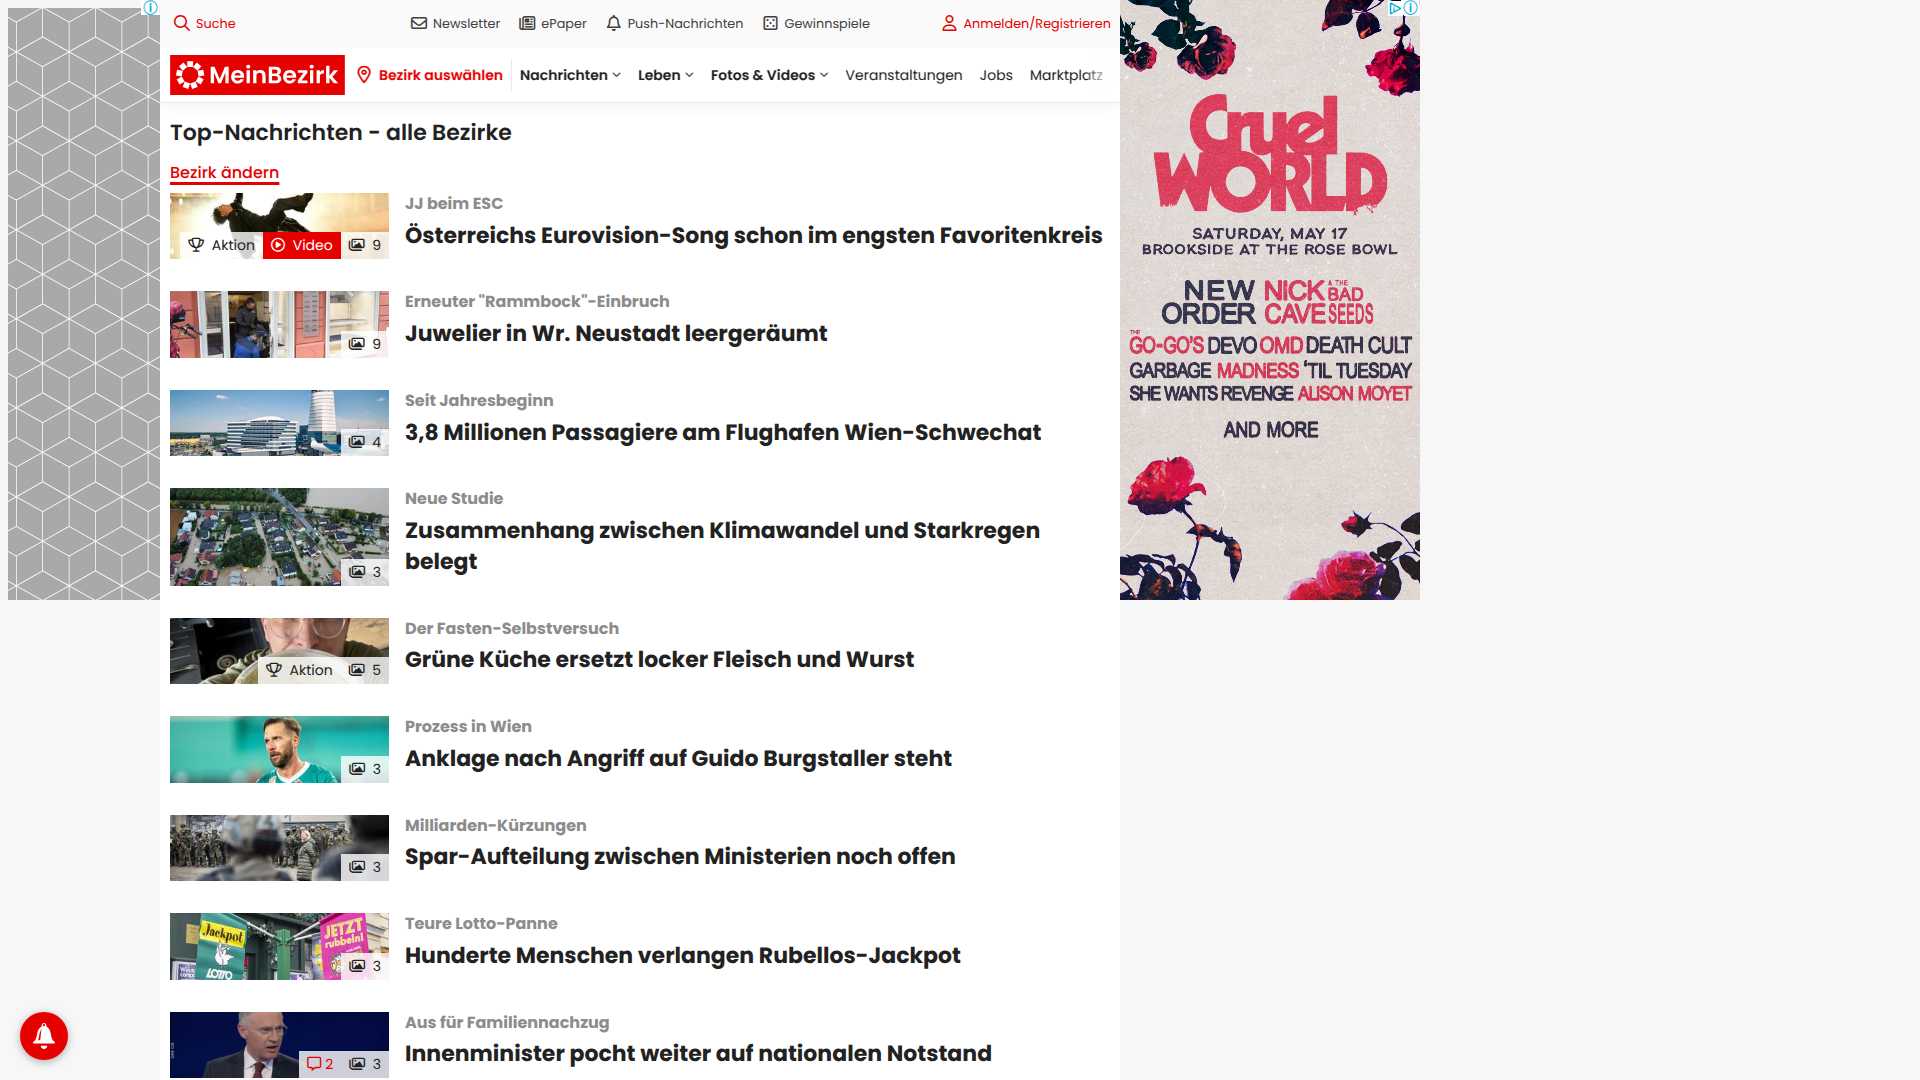 Suche
Newsletter
ePaper
Push-Nachrichten
Gewinnspiele
Anmelden/Registrieren
MeinBezirk
Bezirk auswählen
Nachrichten
Leben
Fotos & Videos
Veranstaltungen
Jobs
Marktplatz
Top-Nachrichten - alle Bezirke
Bezirk ändern
Aktion
Video
9
JJ beim ESC
Österreichs Eurovision-Song schon im engsten Favoritenkreis
9
Erneuter "Rammbock"-Einbruch
Juwelier in Wr. Neustadt leergeräumt
4
Seit Jahresbeginn
3,8 Millionen Passagiere am Flughafen Wien-Schwechat
3
Neue Studie
Zusammenhang zwischen Klimawandel und Starkregen
belegt
Aktion
5
Der Fasten-Selbstversuch
Grüne Küche ersetzt locker Fleisch und Wurst
3
Prozess in Wien
Anklage nach Angriff auf Guido Burgstaller steht
3
Milliarden-Kürzungen
Spar-Aufteilung zwischen Ministerien noch offen
Jackpot
LOTTO
JETZT
rubbeln!
3
Teure Lotto-Panne
Hunderte Menschen verlangen Rubellos-Jackpot
2
3
Aus für Familiennachzug
Innenminister pocht weiter auf nationalen Notstand
Cruel
WORLD
SATURDAY, MAY 17
BROOKSIDE AT THE ROSE BOWL
NEW ORDER
NICK CAVE & THE BAD SEEDS
THE GO-GO'S DEVO OMD DEATH CULT
GARBAGE MADNESS 'TIL TUESDAY
SHE WANTS REVENGE ALISON MOYET
AND MORE